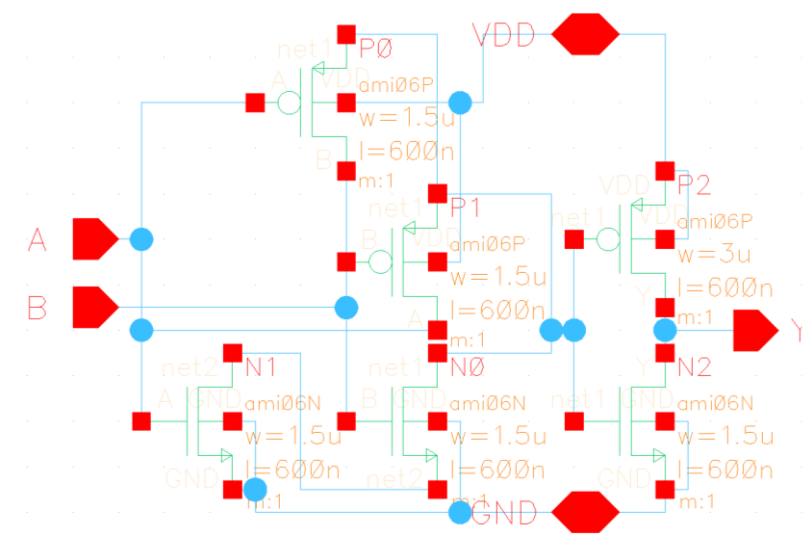 VDD
net1
P0
A
VDD
ami06P
w=1.5u
l=600n
B
m:1
net1
P1
B
VDD
ami06P
w=1.5u
l=600n
A
m:1
VDD
P2
net1
VDD
ami06P
w=3u
l=600n
Y
m:1
A
B
Y
net2
N1
A
GND
ami06N
w=1.5u
l=600n
GND
m:1
net1
N0
B
GND
ami06N
w=1.5u
l=600n
net2
m:1
Y
N2
net1
GND
ami06N
w=1.5u
l=600n
GND
m:1
GND